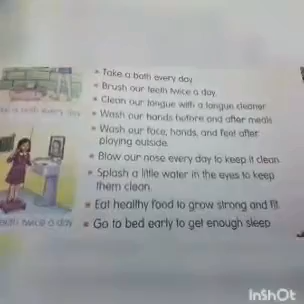 * Take a bath every day
* Brush our teeth twice a day.
* Clean our tongue with a tongue cleaner
* Wash our hands before and after meals
* Wash our face, hands, and feet after
playing outside.
* Blow our nose every day to keep it clean.
* Splash a little water in the eyes to keep
them clean.
* Eat healthy food to grow strong and fit.
* Go to bed early to get enough sleep
a bath every day
teeth twice a day
InShOt